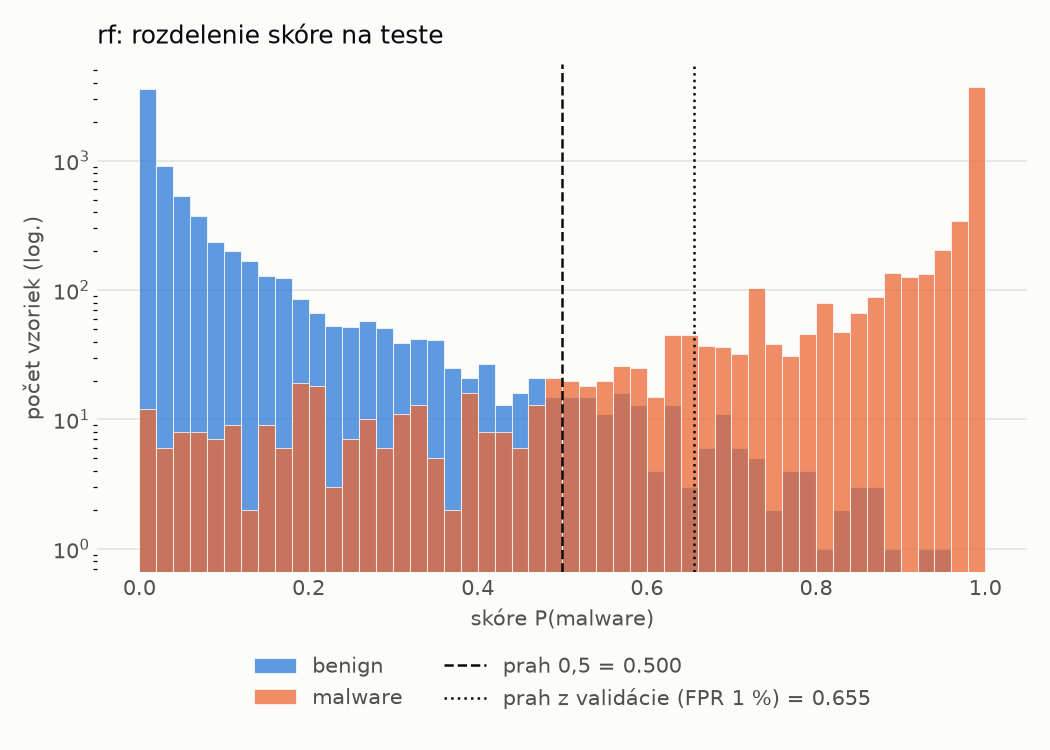 rf: rozdelenie skóre na teste
počet vzoriek (log.)
10³
10²
10¹
10⁰
0.0 0.2 0.4 0.6 0.8 1.0
skóre P(malware)
benign
malware
prah 0,5 = 0.500
prah z validácie (FPR 1 %) = 0.655